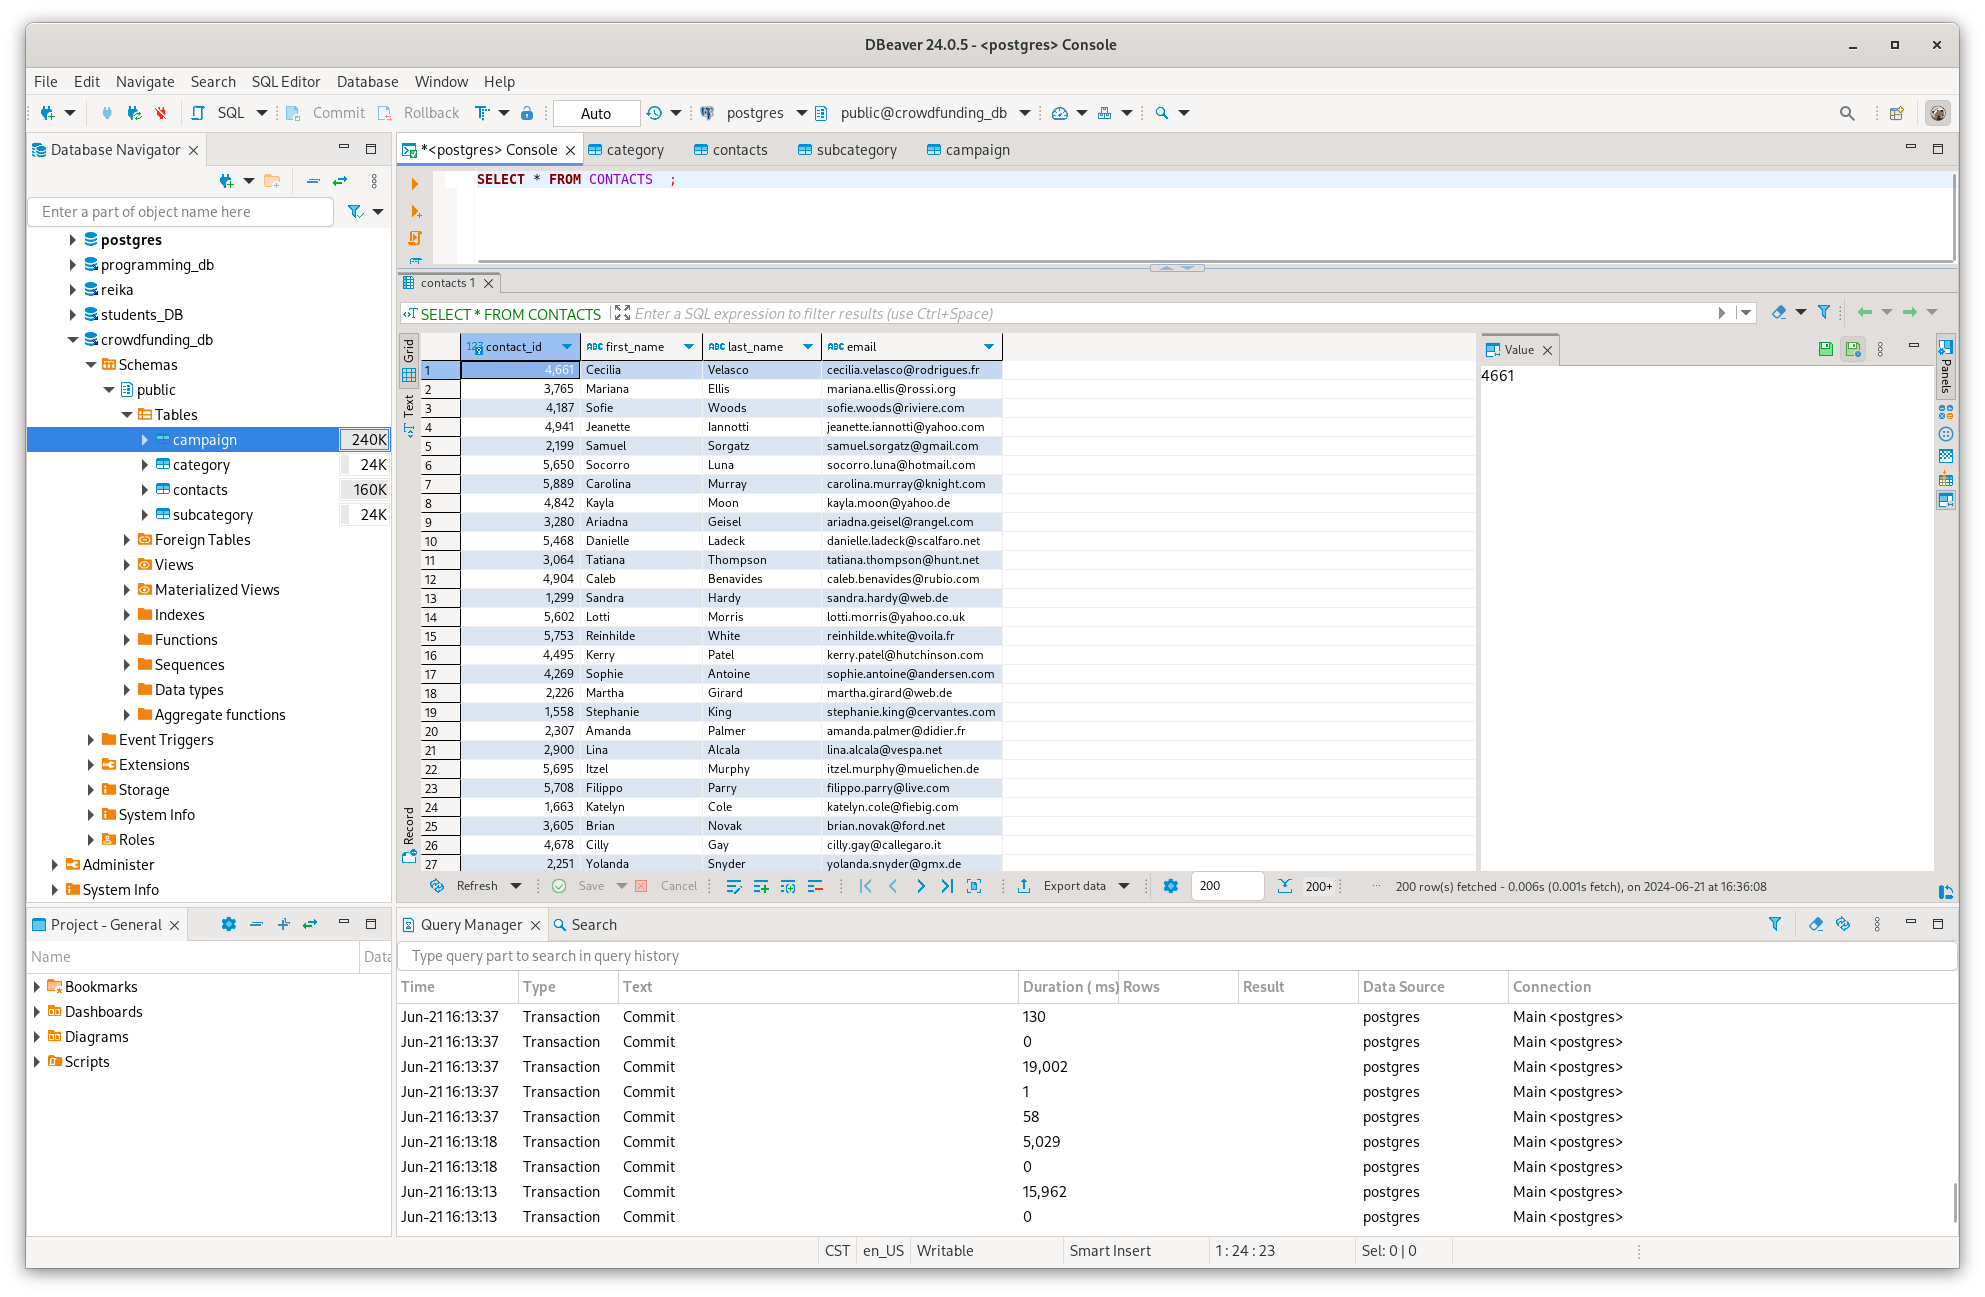 DBeaver 24.0.5 - <postgres> Console
File Edit Navigate Search SQL Editor Database Window Help
SQL Commit Rollback Auto postgres public@crowdfunding_db
Database Navigator
Enter a part of object name here
postgres
programming_db
reika
students_DB
crowdfunding_db
Schemas
public
Tables
campaign 240K
category 24K
contacts 160K
subcategory 24K
Foreign Tables
Views
Materialized Views
Indexes
Functions
Sequences
Data types
Aggregate functions
Event Triggers
Extensions
Storage
System Info
Roles
Administer
System Info
*<postgres> Console category contacts subcategory campaign
SELECT * FROM CONTACTS ;
contacts 1
SELECT * FROM CONTACTS Enter a SQL expression to filter results (use Ctrl+Space)
Grid
Text
Record
123 contact_id ABC first_name ABC last_name ABC email
1 4,661 Cecilia Velasco cecilia.velasco@rodrigues.fr
2 3,765 Mariana Ellis mariana.ellis@rossi.org
3 4,187 Sofie Woods sofie.woods@riviere.com
4 4,941 Jeanette Iannotti jeanette.iannotti@yahoo.com
5 2,199 Samuel Sorgatz samuel.sorgatz@gmail.com
6 5,650 Socorro Luna socorro.luna@hotmail.com
7 5,889 Carolina Murray carolina.murray@knight.com
8 4,842 Kayla Moon kayla.moon@yahoo.de
9 3,280 Ariadna Geisel ariadna.geisel@rangel.com
10 5,468 Danielle Ladeck danielle.ladeck@scalfaro.net
11 3,064 Tatiana Thompson tatiana.thompson@hunt.net
12 4,904 Caleb Benavides caleb.benavides@rubio.com
13 1,299 Sandra Hardy sandra.hardy@web.de
14 5,602 Lotti Morris lotti.morris@yahoo.co.uk
15 5,753 Reinhilde White reinhilde.white@voila.fr
16 4,495 Kerry Patel kerry.patel@hutchinson.com
17 4,269 Sophie Antoine sophie.antoine@andersen.com
18 2,226 Martha Girard martha.girard@web.de
19 1,558 Stephanie King stephanie.king@cervantes.com
20 2,307 Amanda Palmer amanda.palmer@didier.fr
21 2,900 Lina Alcala lina.alcala@vespa.net
22 5,695 Itzel Murphy itzel.murphy@muelichen.de
23 5,708 Filippo Parry filippo.parry@live.com
24 1,663 Katelyn Cole katelyn.cole@fiebig.com
25 3,605 Brian Novak brian.novak@ford.net
26 4,678 Cilly Gay cilly.gay@callegaro.it
27 2,251 Yolanda Snyder yolanda.snyder@gmx.de
Value
4661
Panels
Refresh Save Cancel Export data 200 200+ ... 200 row(s) fetched - 0.006s (0.001s fetch), on 2024-06-21 at 16:36:08
Project - General
Name Data
Bookmarks
Dashboards
Diagrams
Scripts
Query Manager Search
Type query part to search in query history
Time Type Text Duration ( ms) Rows Result Data Source Connection
Jun-21 16:13:37 Transaction Commit 130 postgres Main <postgres>
Jun-21 16:13:37 Transaction Commit 0 postgres Main <postgres>
Jun-21 16:13:37 Transaction Commit 19,002 postgres Main <postgres>
Jun-21 16:13:37 Transaction Commit 1 postgres Main <postgres>
Jun-21 16:13:37 Transaction Commit 58 postgres Main <postgres>
Jun-21 16:13:18 Transaction Commit 5,029 postgres Main <postgres>
Jun-21 16:13:18 Transaction Commit 0 postgres Main <postgres>
Jun-21 16:13:13 Transaction Commit 15,962 postgres Main <postgres>
Jun-21 16:13:13 Transaction Commit 0 postgres Main <postgres>
CST en_US Writable Smart Insert 1 : 24 : 23 Sel: 0 | 0